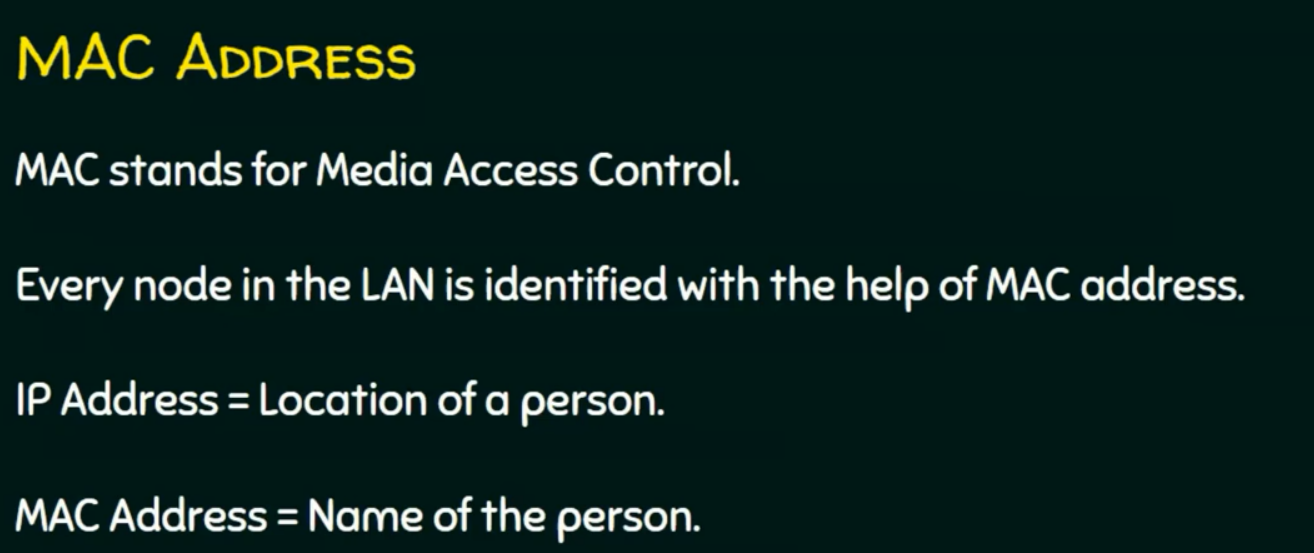 MAC ADDRESS
MAC stands for Media Access Control.
Every node in the LAN is identified with the help of MAC address.
IP Address = Location of a person.
MAC Address = Name of the person.